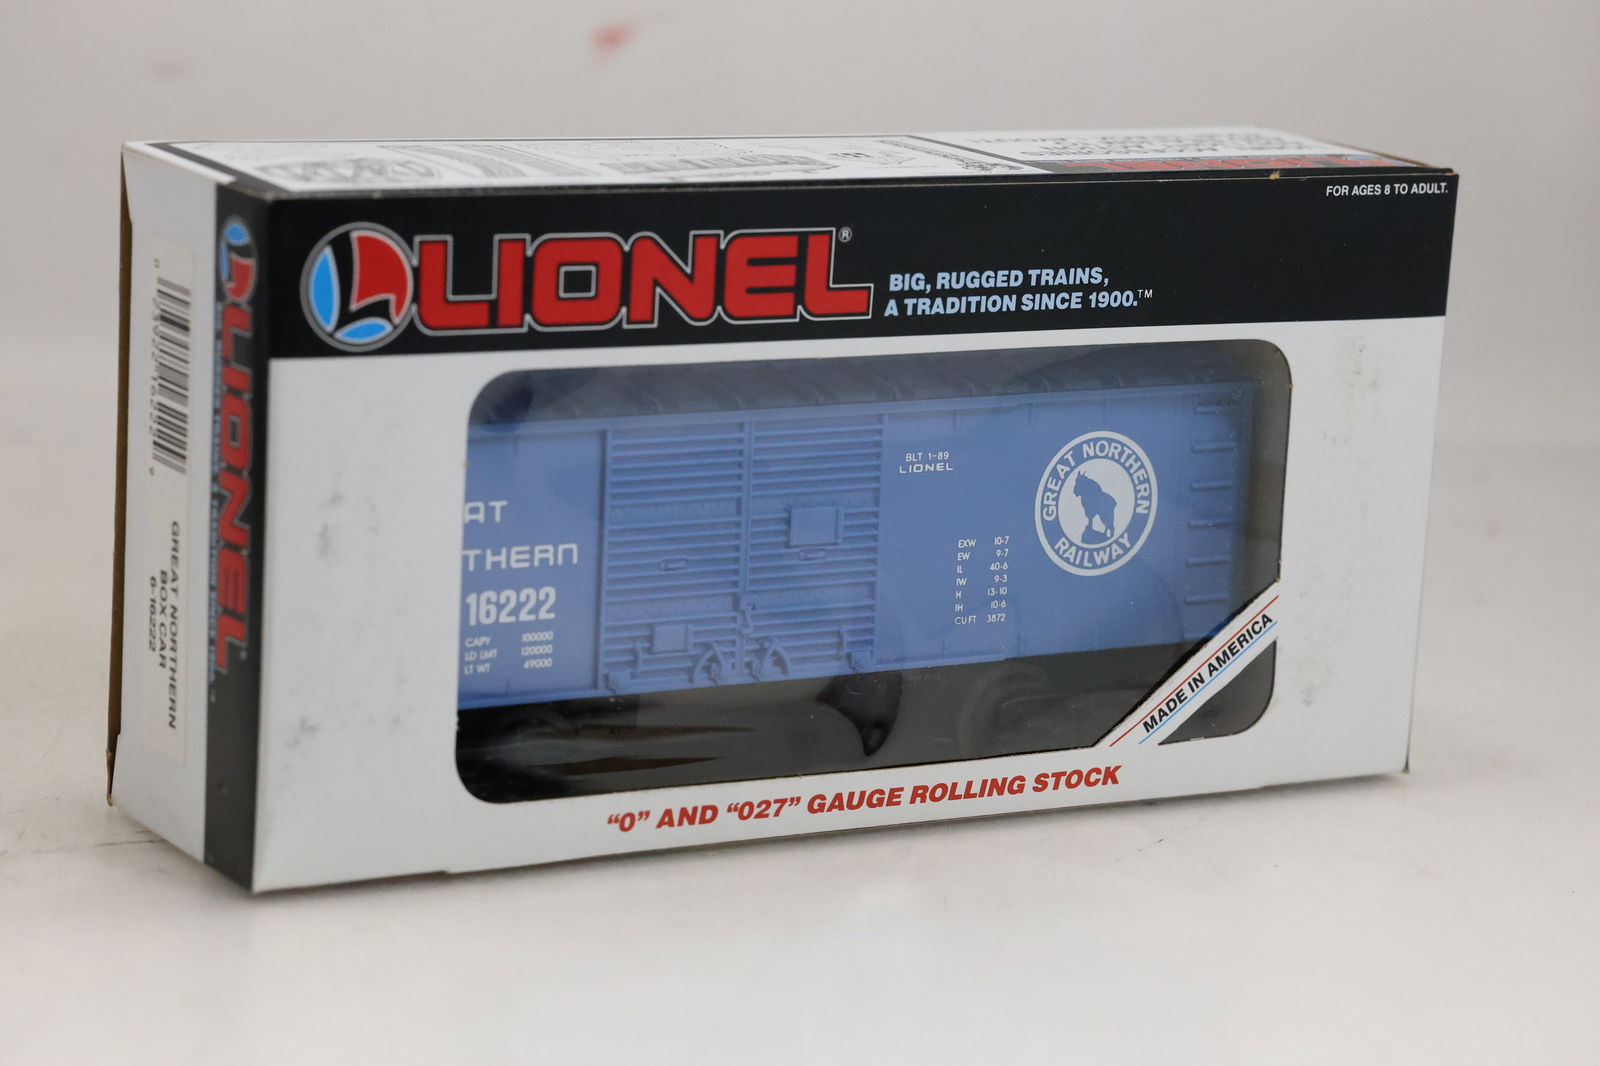 FOR AGES 8 TO ADULT.
LIONEL®
BIG, RUGGED TRAINS,
A TRADITION SINCE 1900.™
AT
THERN
16222
CAPY 100000
LD LMT 120000
LT WT 49000
BLT 1-89
LIONEL
EXW 10-7
EW 9-7
IL 40-6
IW 9-3
H 13-10
IH 10-6
CU FT 3872
GREAT NORTHERN
RAILWAY
MADE IN AMERICA
"0" AND "027" GAUGE ROLLING STOCK
LIONEL
GREAT NORTHERN
BOX CAR
6-16222
LIONEL